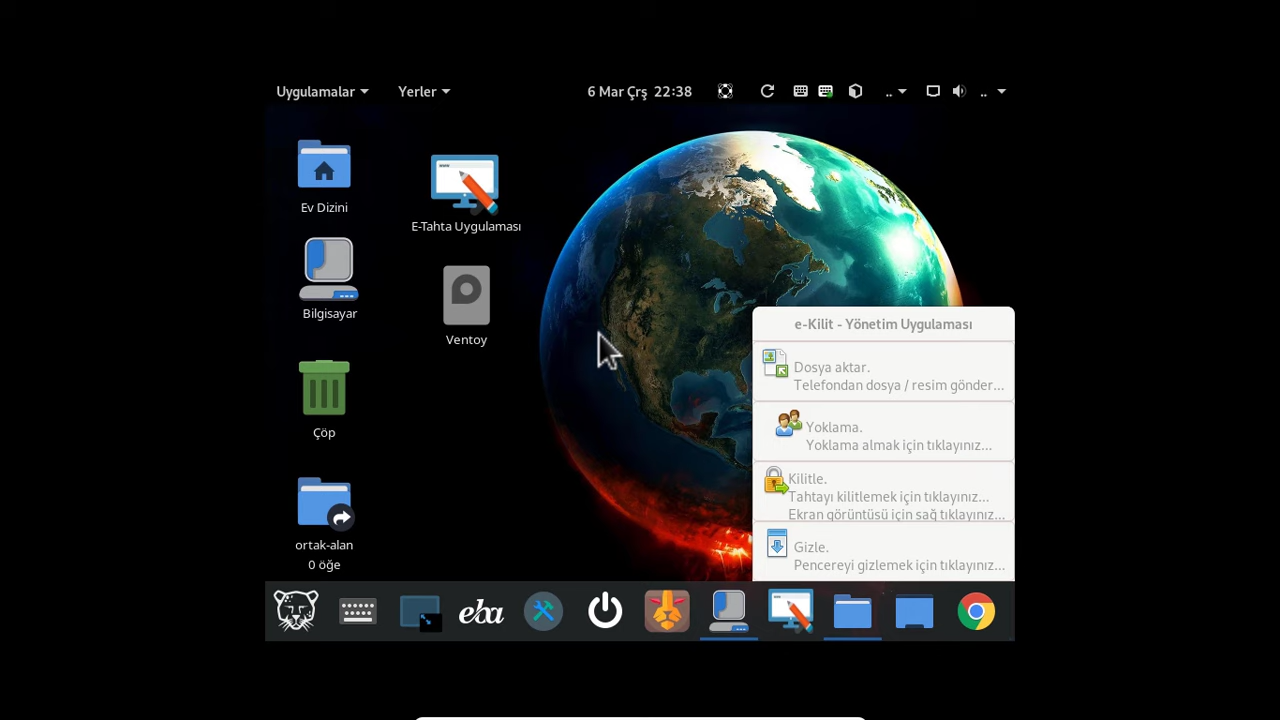 Uygulamalar
Yerler
6 Mar Çrş 22:38
..
..
Ev Dizini
E-Tahta Uygulaması
Bilgisayar
Ventoy
Çöp
ortak-alan
0 öğe
e-Kilit - Yönetim Uygulaması
Dosya aktar.
Telefondan dosya / resim gönder...
Yoklama.
Yoklama almak için tıklayınız...
Kilitle.
Tahtayı kilitlemek için tıklayınız...
Ekran görüntüsü için sağ tıklayınız...
Gizle.
Pencereyi gizlemek için tıklayınız...
eba